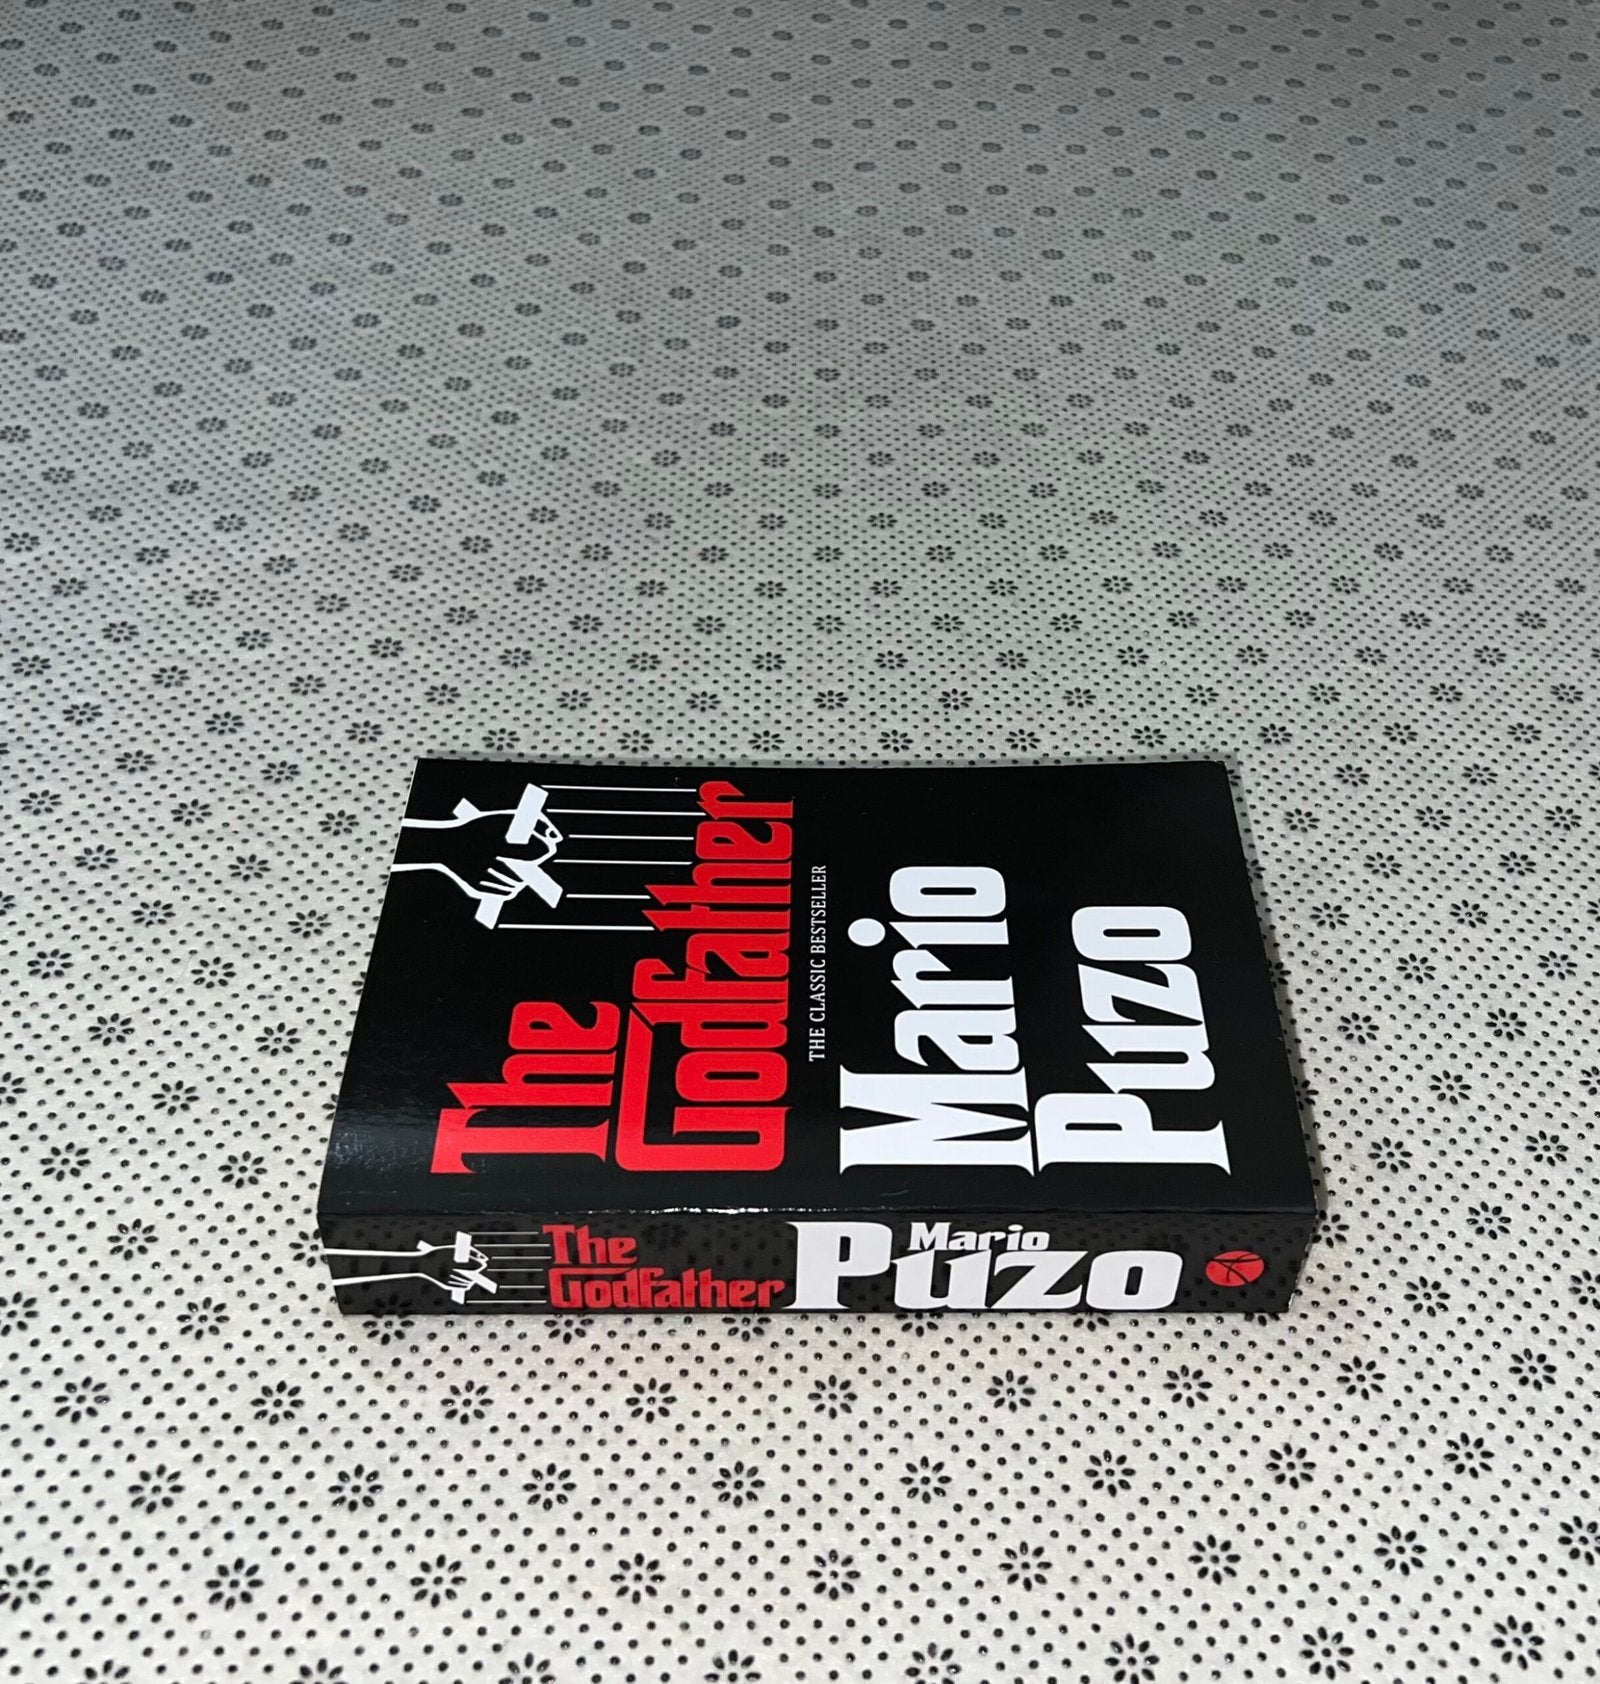 The
Godfather
THE CLASSIC BESTSELLER
Mario
Puzo
The
Godfather
Mario
Puzo